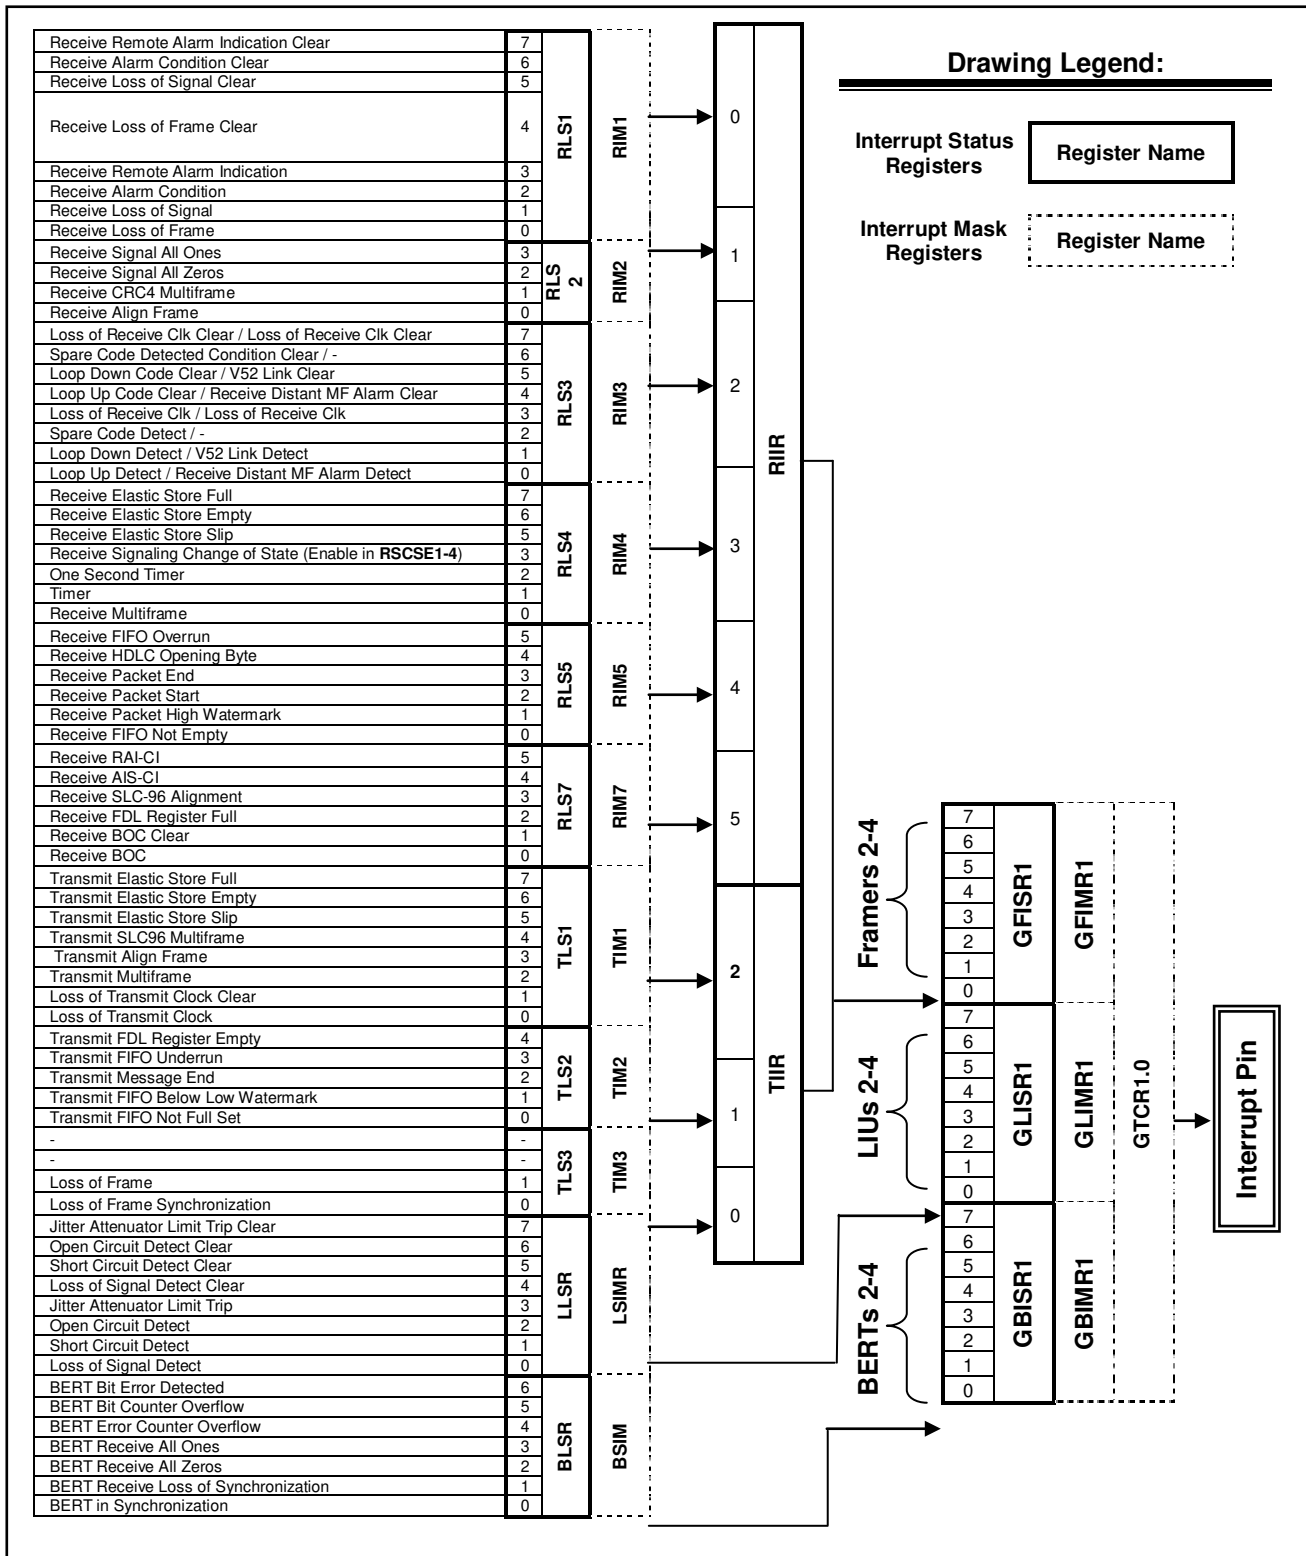 Receive Remote Alarm Indication Clear 7
Receive Alarm Condition Clear 6
Receive Loss of Signal Clear 5
Receive Loss of Frame Clear 4
Receive Remote Alarm Indication 3
Receive Alarm Condition 2
Receive Loss of Signal 1
Receive Loss of Frame 0
RLS1
RIM1
Receive Signal All Ones 3
Receive Signal All Zeros 2
Receive CRC4 Multiframe 1
Receive Align Frame 0
RLS
2
RIM2
Loss of Receive Clk Clear / Loss of Receive Clk Clear 7
Spare Code Detected Condition Clear / - 6
Loop Down Code Clear / V52 Link Clear 5
Loop Up Code Clear / Receive Distant MF Alarm Clear 4
Loss of Receive Clk / Loss of Receive Clk 3
Spare Code Detect / - 2
Loop Down Detect / V52 Link Detect 1
Loop Up Detect / Receive Distant MF Alarm Detect 0
RLS3
RIM3
Receive Elastic Store Full 7
Receive Elastic Store Empty 6
Receive Elastic Store Slip 5
Receive Signaling Change of State (Enable in RSCSE1-4) 3
One Second Timer 2
Timer 1
Receive Multiframe 0
RLS4
RIM4
Receive FIFO Overrun 5
Receive HDLC Opening Byte 4
Receive Packet End 3
Receive Packet Start 2
Receive Packet High Watermark 1
Receive FIFO Not Empty 0
RLS5
RIM5
Receive RAI-CI 5
Receive AIS-CI 4
Receive SLC-96 Alignment 3
Receive FDL Register Full 2
Receive BOC Clear 1
Receive BOC 0
RLS7
RIM7
Transmit Elastic Store Full 7
Transmit Elastic Store Empty 6
Transmit Elastic Store Slip 5
Transmit SLC96 Multiframe 4
Transmit Align Frame 3
Transmit Multiframe 2
Loss of Transmit Clock Clear 1
Loss of Transmit Clock 0
TLS1
TIM1
Transmit FDL Register Empty 4
Transmit FIFO Underrun 3
Transmit Message End 2
Transmit FIFO Below Low Watermark 1
Transmit FIFO Not Full Set 0
TLS2
TIM2
- -
- -
Loss of Frame 1
Loss of Frame Synchronization 0
TLS3
TIM3
Jitter Attenuator Limit Trip Clear 7
Open Circuit Detect Clear 6
Short Circuit Detect Clear 5
Loss of Signal Detect Clear 4
Jitter Attenuator Limit Trip 3
Open Circuit Detect 2
Short Circuit Detect 1
Loss of Signal Detect 0
LLSR
LSIMR
BERT Bit Error Detected 6
BERT Bit Counter Overflow 5
BERT Error Counter Overflow 4
BERT Receive All Ones 3
BERT Receive All Zeros 2
BERT Receive Loss of Synchronization 1
BERT in Synchronization 0
BLSR
BSIM
0
1
2
3
4
5
RIIR
2
1
0
TIIR
Drawing Legend:
Interrupt Status
Registers
Register Name
Interrupt Mask
Registers
Register Name
Framers 2-4
7
6
5
4
3
2
1
0
GFISR1
GFIMR1
LIUs 2-4
7
6
5
4
3
2
1
0
GLISR1
GLIMR1
BERTs 2-4
7
6
5
4
3
2
1
0
GBISR1
GBIMR1
GTCR1.0
Interrupt Pin